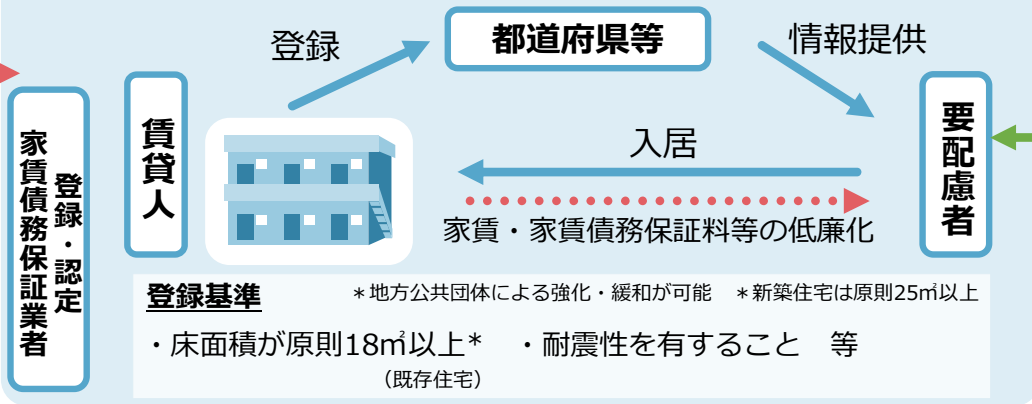 登録
都道府県等
情報提供
登録・認定
家賃債務保証業者
賃貸人
入居
家賃・家賃債務保証料等の低廉化
要配慮者
登録基準　＊地方公共団体による強化・緩和が可能　＊新築住宅は原則25㎡以上
・床面積が原則18㎡以上*　・耐震性を有すること　等
（既存住宅）